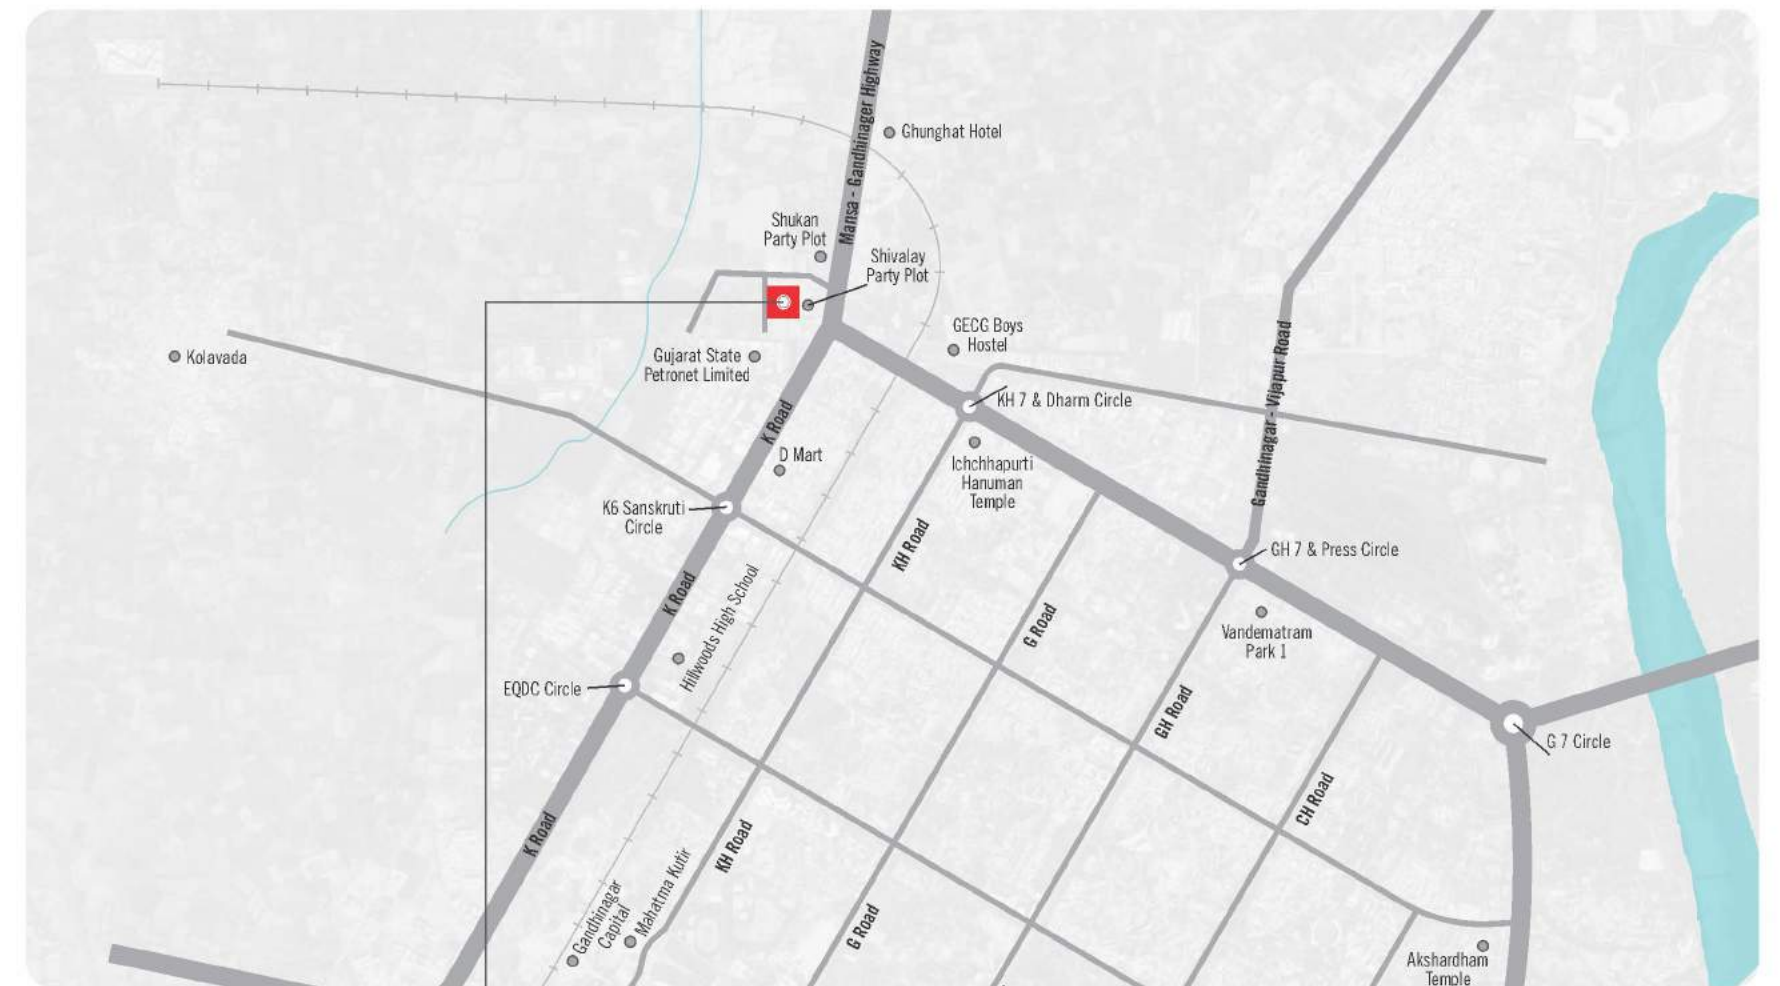 Mansa - Gandhinager Highway
Ghunghat Hotel
Shukan
Party Plot
Shivalay
Party Plot
GECG Boys
Hostel
Kolavada
Gujarat State
Petronet Limited
Gandhinagar - Vijapur Road
KH 7 & Dharm Circle
K Road
D Mart
Ichchhapurti
Hanuman
Temple
K6 Sanskruti
Circle
KH Road
GH 7 & Press Circle
K Road
Hillwoods High School
G Road
Vandematram
Park 1
EQDC Circle
GH Road
G 7 Circle
CH Road
K Road
KH Road
Mahatma Kutir
Gandhinagar
Capital
G Road
Akshardham
Temple